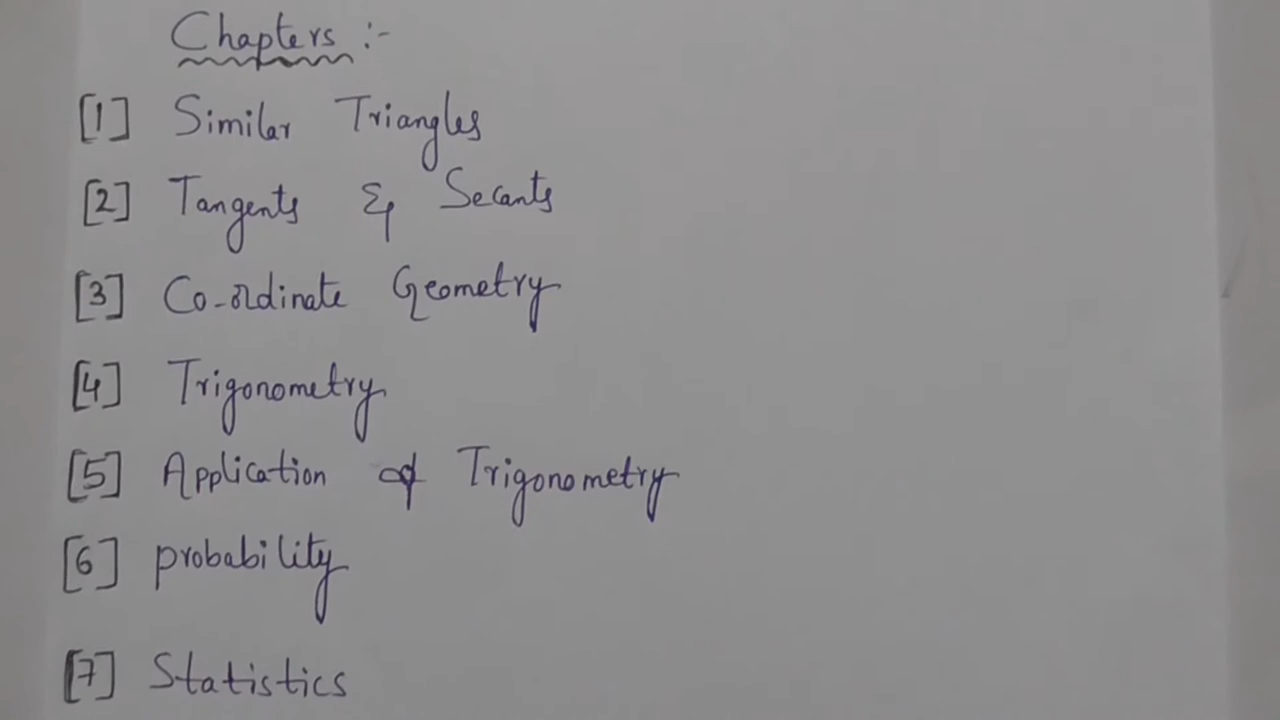 Chapters :-
[1] Similar Triangles
[2] Tangents & Secants
[3] Co-ordinate Geometry
[4] Trigonometry
[5] Application of Trigonometry
[6] probability
[7] Statistics